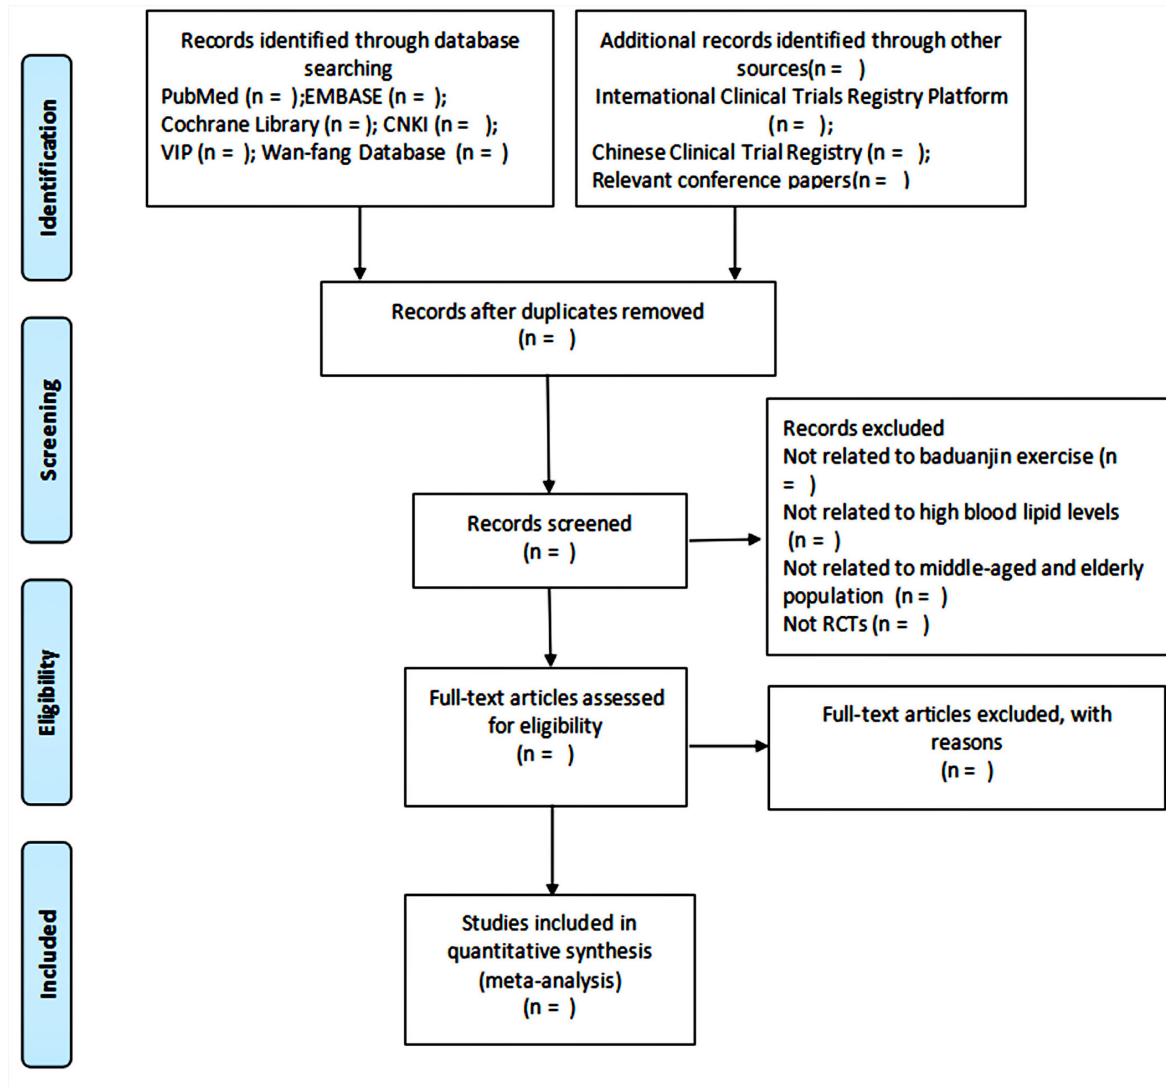 Identification
Records identified through database
searching
PubMed (n =  );EMBASE (n =  );
Cochrane Library (n = ); CNKI (n =  );
VIP (n =  ); Wan-fang Database (n =  )
Additional records identified through other
sources(n =  )
International Clinical Trials Registry Platform
(n =  );
Chinese Clinical Trial Registry (n =  );
Relevant conference papers(n =  )
Screening
Records after duplicates removed
(n =  )
Records screened
(n =  )
Records excluded
Not related to baduanjin exercise (n
=  )
Not related to high blood lipid levels
(n =  )
Not related to middle-aged and elderly
population (n =  )
Not RCTs (n =  )
Eligibility
Full-text articles assessed
for eligibility
(n =  )
Full-text articles excluded, with
reasons
(n =  )
Included
Studies included in
quantitative synthesis
(meta-analysis)
(n =  )